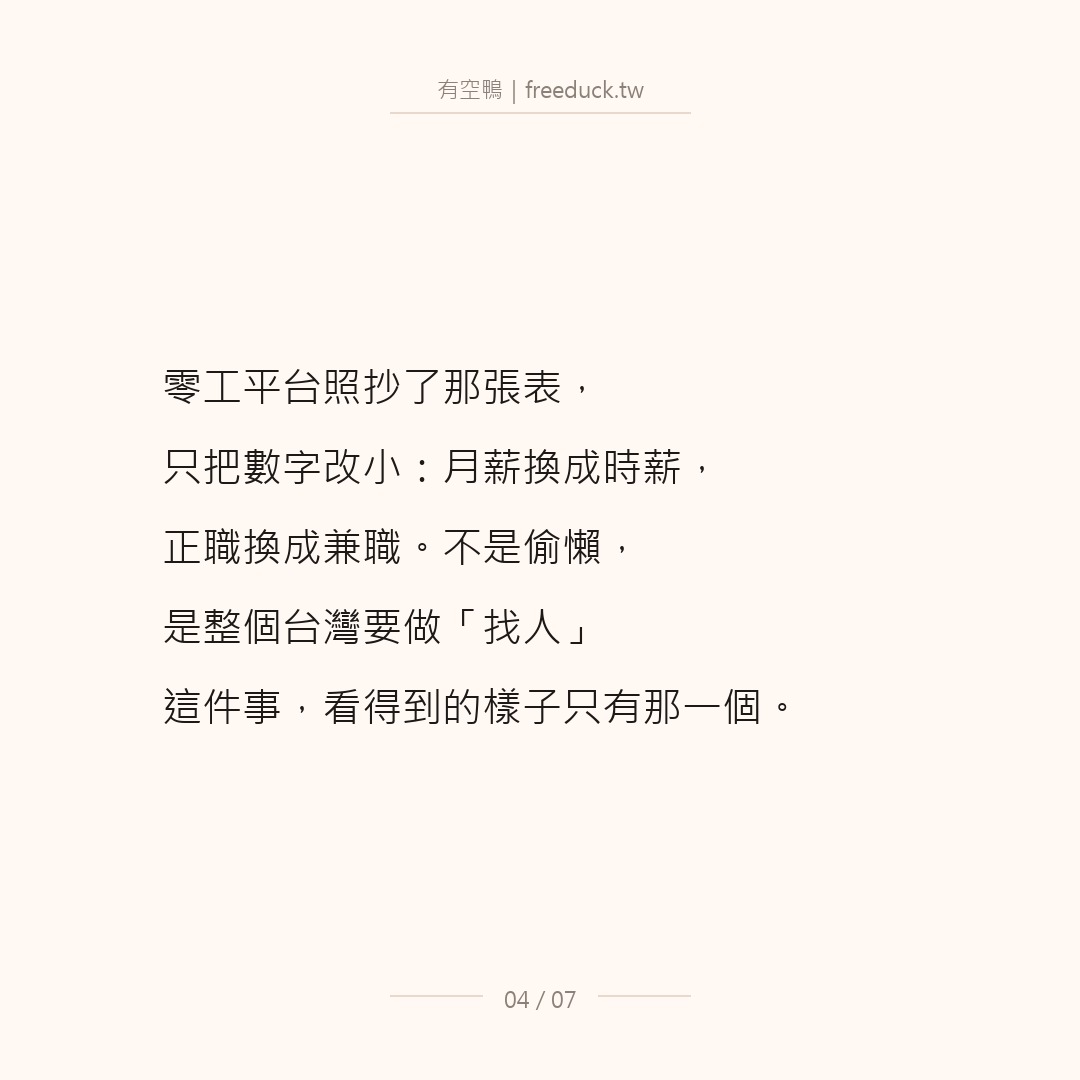 有空鴨 | freeduck.tw
零工平台照抄了那張表，
只把數字改小：月薪換成時薪，
正職換成兼職。不是偷懶，
是整個台灣要做「找人」
這件事，看得到的樣子只有那一個。
04 / 07